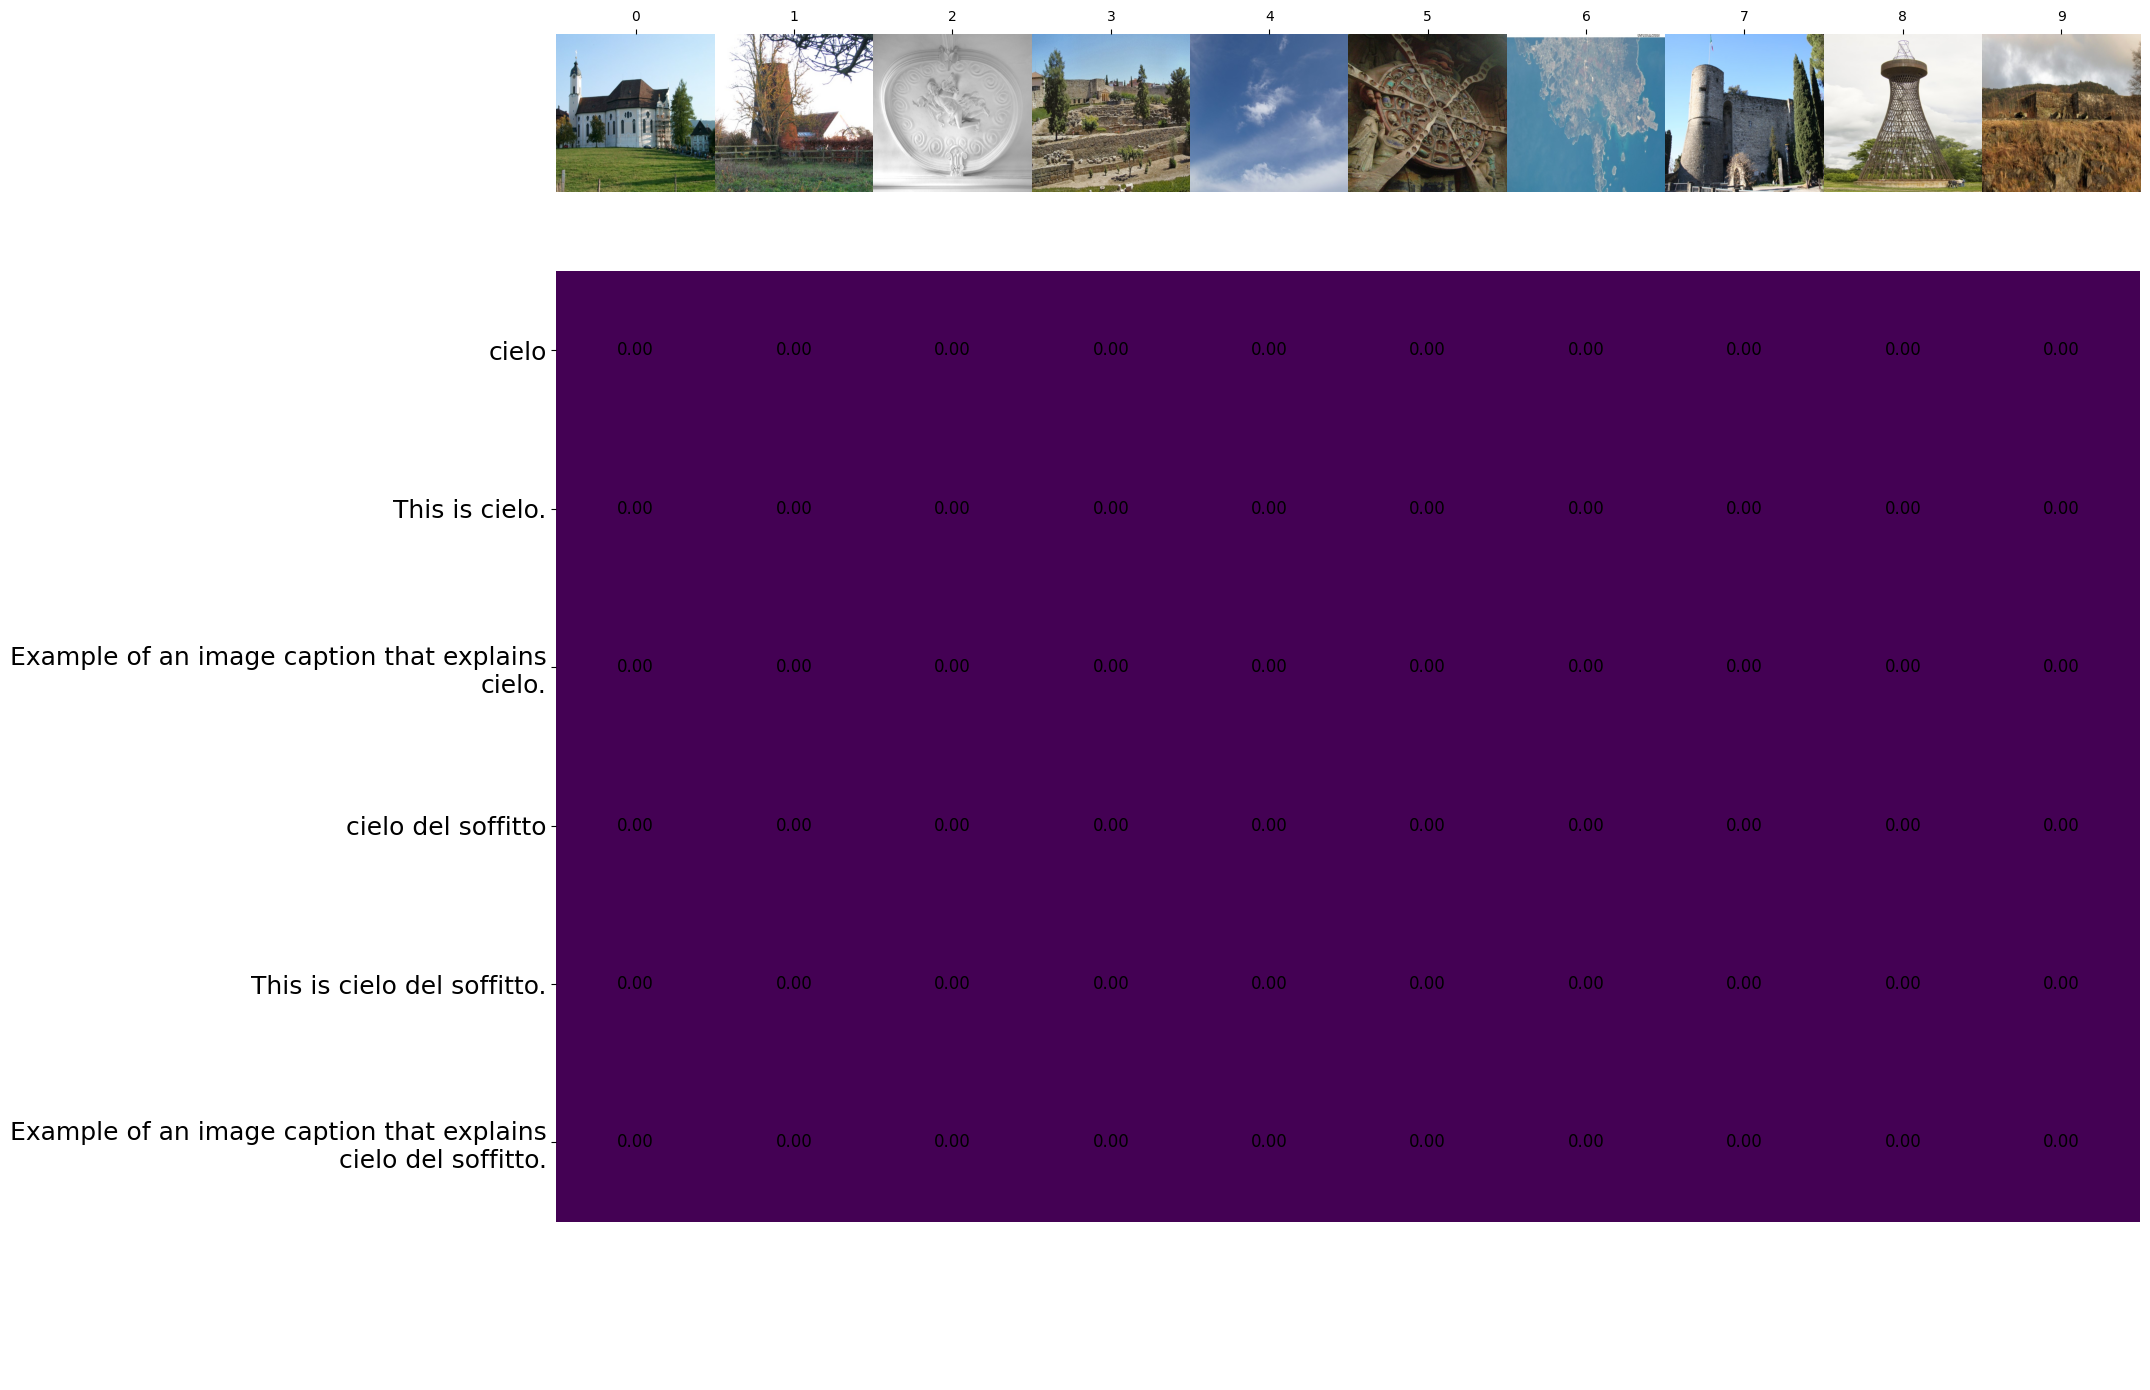 0 1 2 3 4 5 6 7 8 9
cielo 0.00 0.00 0.00 0.00 0.00 0.00 0.00 0.00 0.00 0.00
This is cielo. 0.00 0.00 0.00 0.00 0.00 0.00 0.00 0.00 0.00 0.00
Example of an image caption that explains
cielo. 0.00 0.00 0.00 0.00 0.00 0.00 0.00 0.00 0.00 0.00
cielo del soffitto 0.00 0.00 0.00 0.00 0.00 0.00 0.00 0.00 0.00 0.00
This is cielo del soffitto. 0.00 0.00 0.00 0.00 0.00 0.00 0.00 0.00 0.00 0.00
Example of an image caption that explains
cielo del soffitto. 0.00 0.00 0.00 0.00 0.00 0.00 0.00 0.00 0.00 0.00